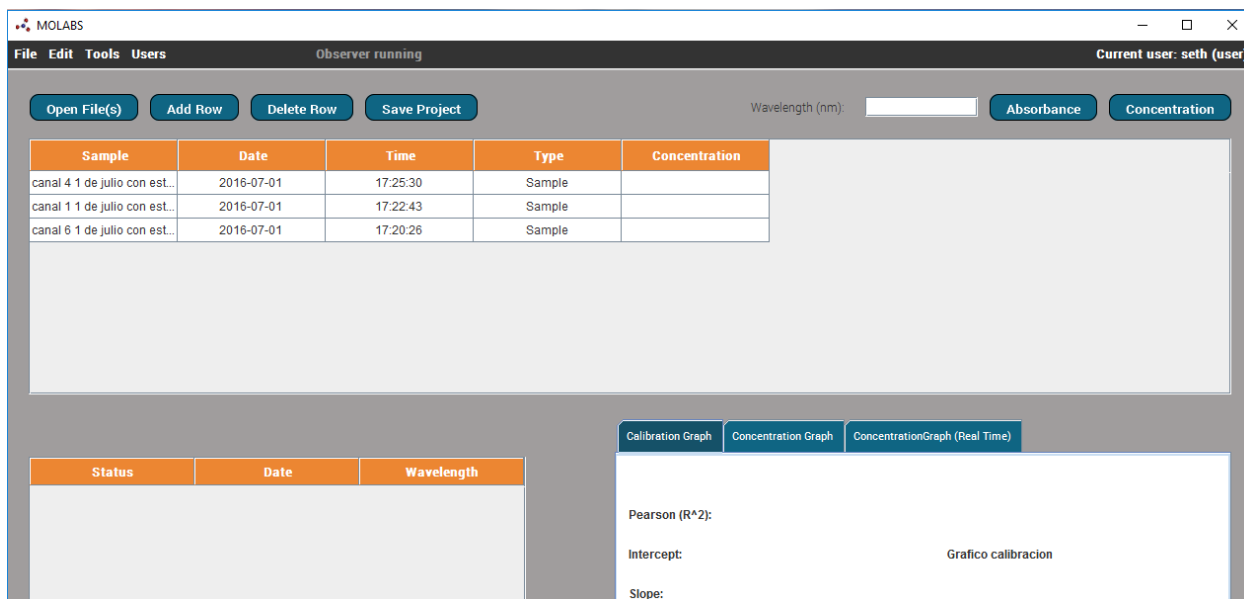 MOLABS
File Edit Tools Users Observer running Current user: seth (user
Open File(s) Add Row Delete Row Save Project Wavelength (nm): Absorbance Concentration
Sample Date Time Type Concentration
canal 4 1 de julio con est... 2016-07-01 17:25:30 Sample
canal 1 1 de julio con est... 2016-07-01 17:22:43 Sample
canal 6 1 de julio con est... 2016-07-01 17:20:26 Sample
Calibration Graph Concentration Graph ConcentrationGraph (Real Time)
Status Date Wavelength
Pearson (R^2):
Intercept: Grafico calibracion
Slope: